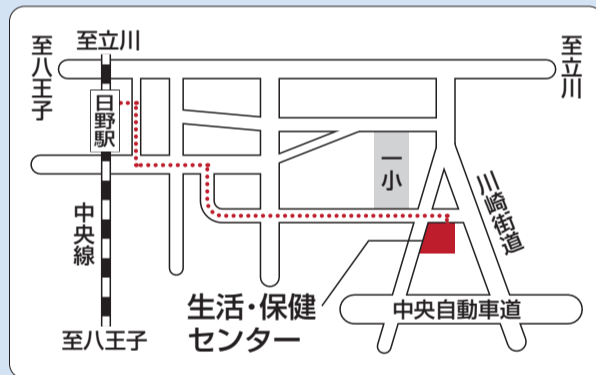 至立川
至八王子
至立川
日野駅
一小
川崎街道
中央線
生活・保健
センター
中央自動車道
至八王子